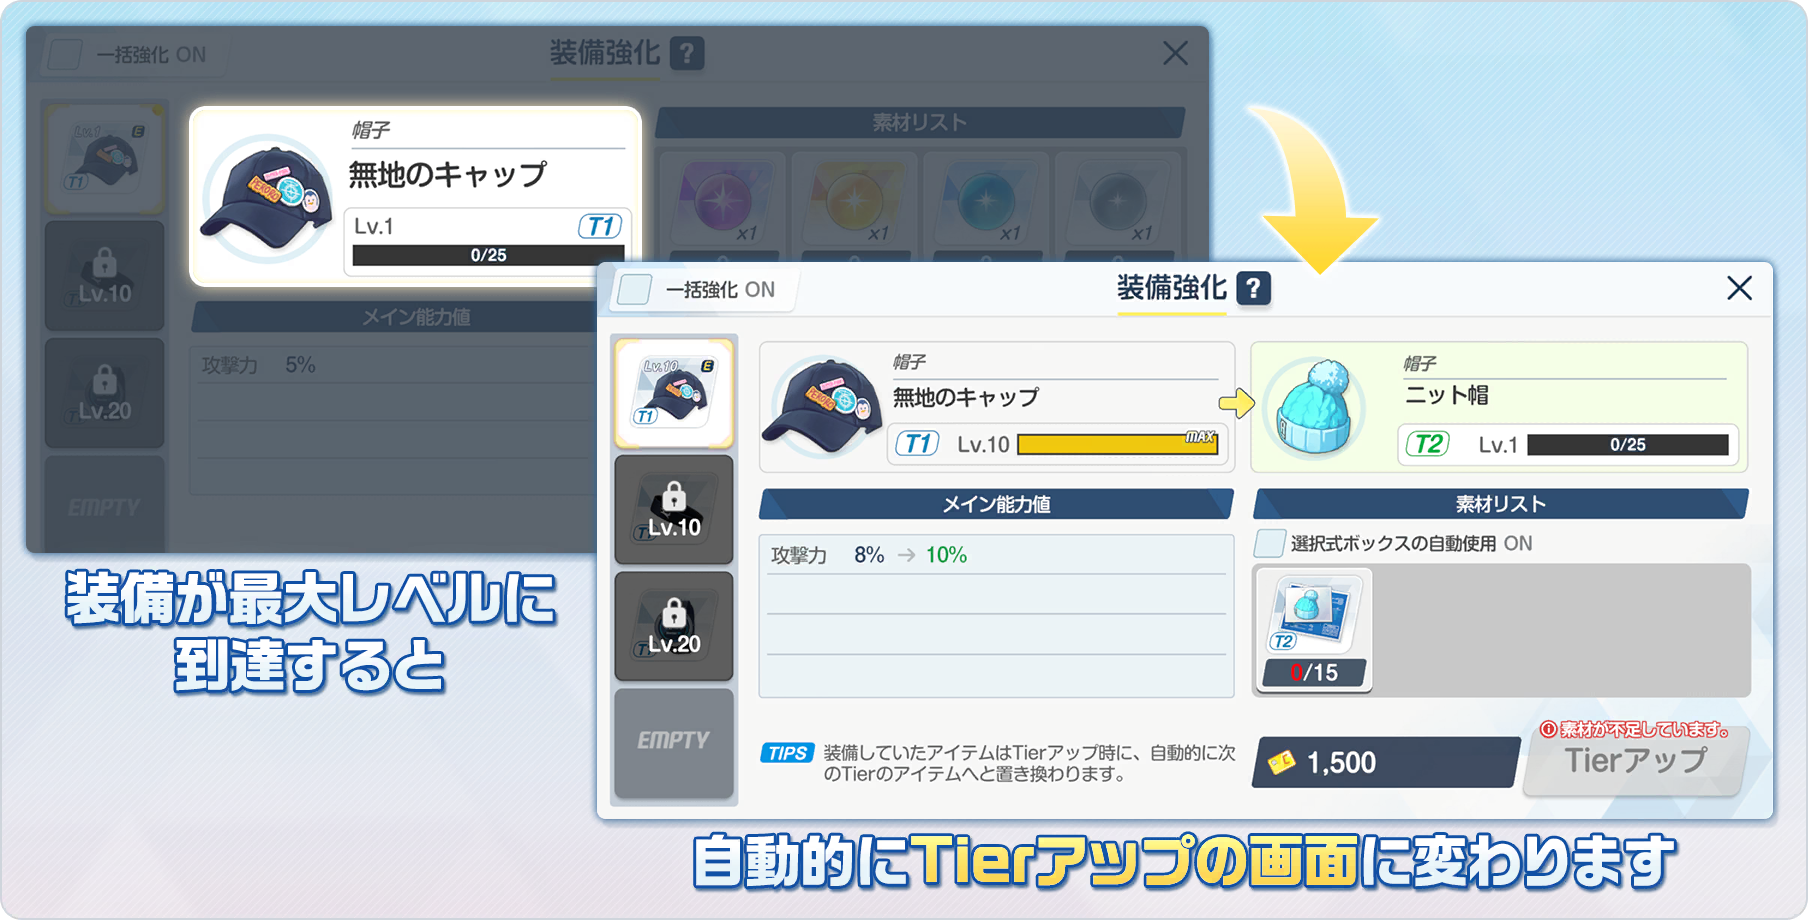 一括強化 ON
装備強化 ?
Lv.1 E
T1
帽子
無地のキャップ
Lv.1 T1
0/25
素材リスト
x1 x1 x1 x1
Lv.10
Lv.20
EMPTY
メイン能力値
攻撃力 5%
装備が最大レベルに
到達すると
一括強化 ON
装備強化 ?
Lv.10 E
T1
Lv.10
Lv.20
EMPTY
帽子
無地のキャップ
T1 Lv.10 MAX
帽子
ニット帽
T2 Lv.1 0/25
メイン能力値
攻撃力 8% → 10%
素材リスト
選択式ボックスの自動使用 ON
T2
0/15
TIPS 装備していたアイテムはTierアップ時に、自動的に次
のTierのアイテムへと置き換わります。
1,500
素材が不足しています。
Tierアップ
自動的にTierアップの画面に変わります